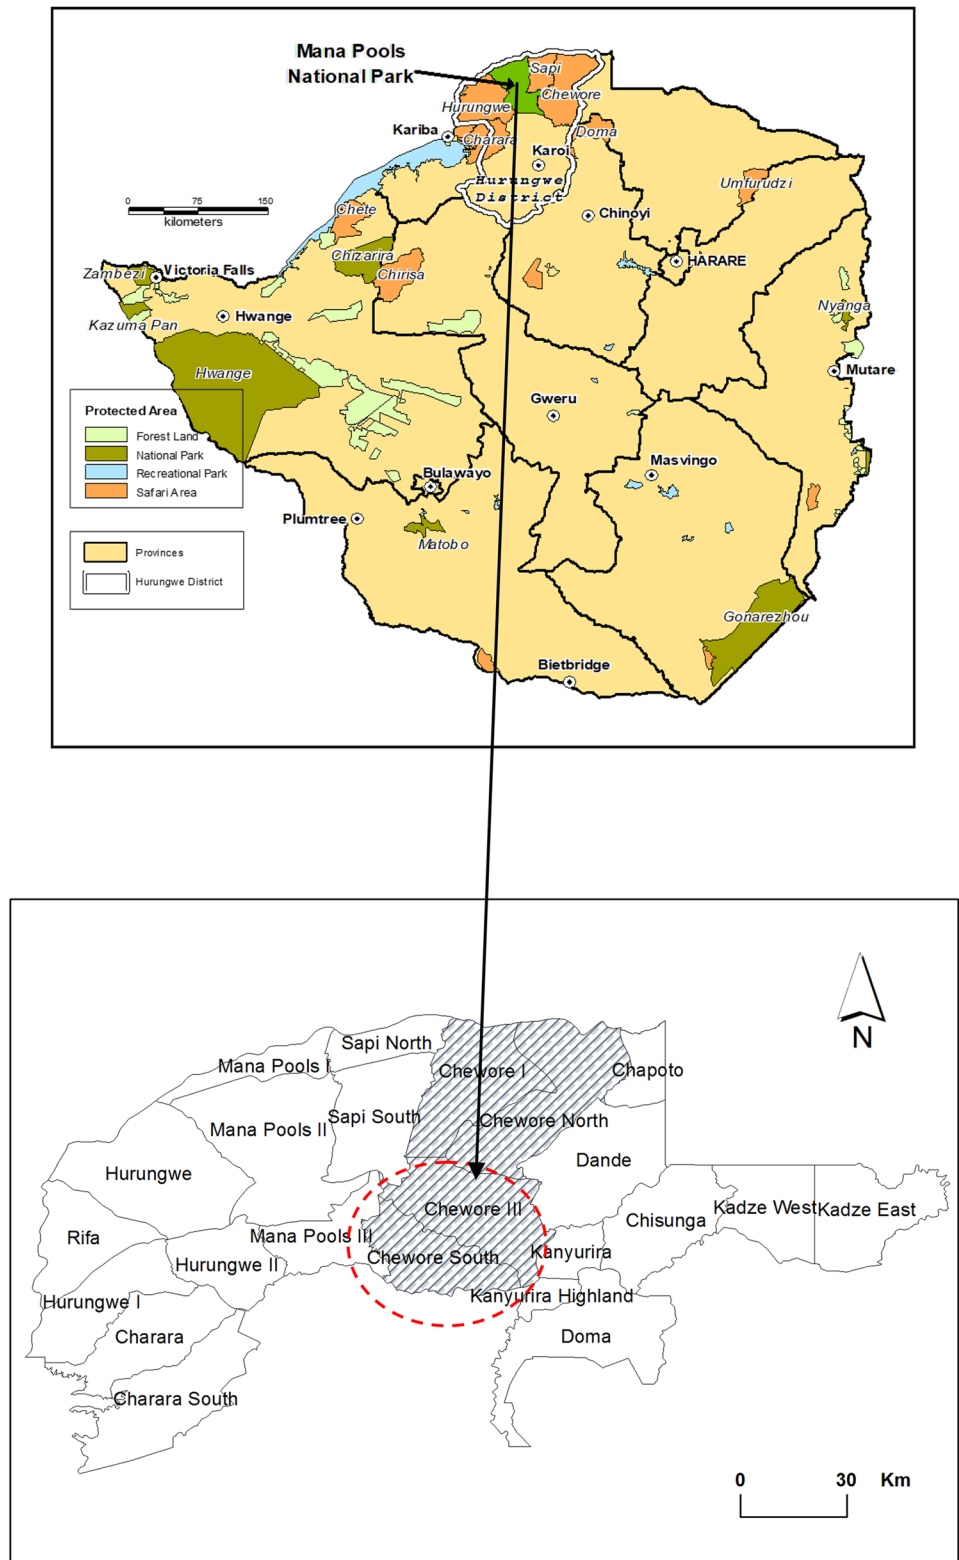 Mana Pools
National Park
Sapi
Chewore
Hurungwe
Kariba
Charara
Doma
Karoi
Hurungwe
District
Umfurudzi
0 75 150
kilometers
Chete
Chinoyi
Chizarira
Chirisa
HARARE
Zambezi
Victoria Falls
Kazuma Pan
Hwange
Nyanga
Hwange
Mutare
Protected Area
Forest Land
National Park
Recreational Park
Safari Area
Gweru
Bulawayo
Masvingo
Plumtree
Matobo
Provinces
Hurungwe District
Gonarezhou
Bietbridge
N
Sapi North
Mana Pools I
Chewore I
Chapoto
Sapi South
Mana Pools II
Chewore North
Dande
Hurungwe
Chewore III
Kadze West
Kadze East
Chisunga
Rifa
Mana Pools III
Chewore South
Kanyurira
Hurungwe II
Hurungwe I
Kanyurira Highland
Charara
Doma
Charara South
0 30 Km